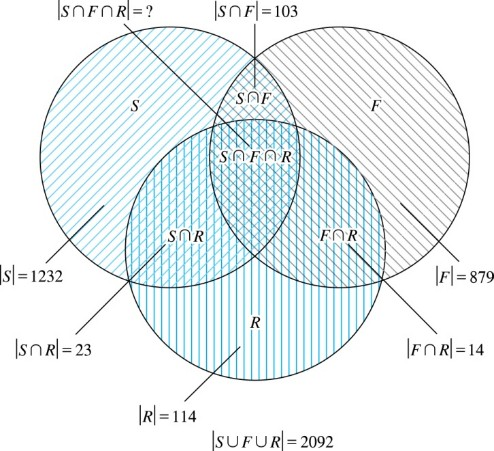 |S∩F∩R|=?
|S∩F|=103
S
F
S∩F
S∩F∩R
S∩R
F∩R
|S|=1232
|F|=879
R
|S∩R|=23
|F∩R|=14
|R|=114
|S∪F∪R|=2092